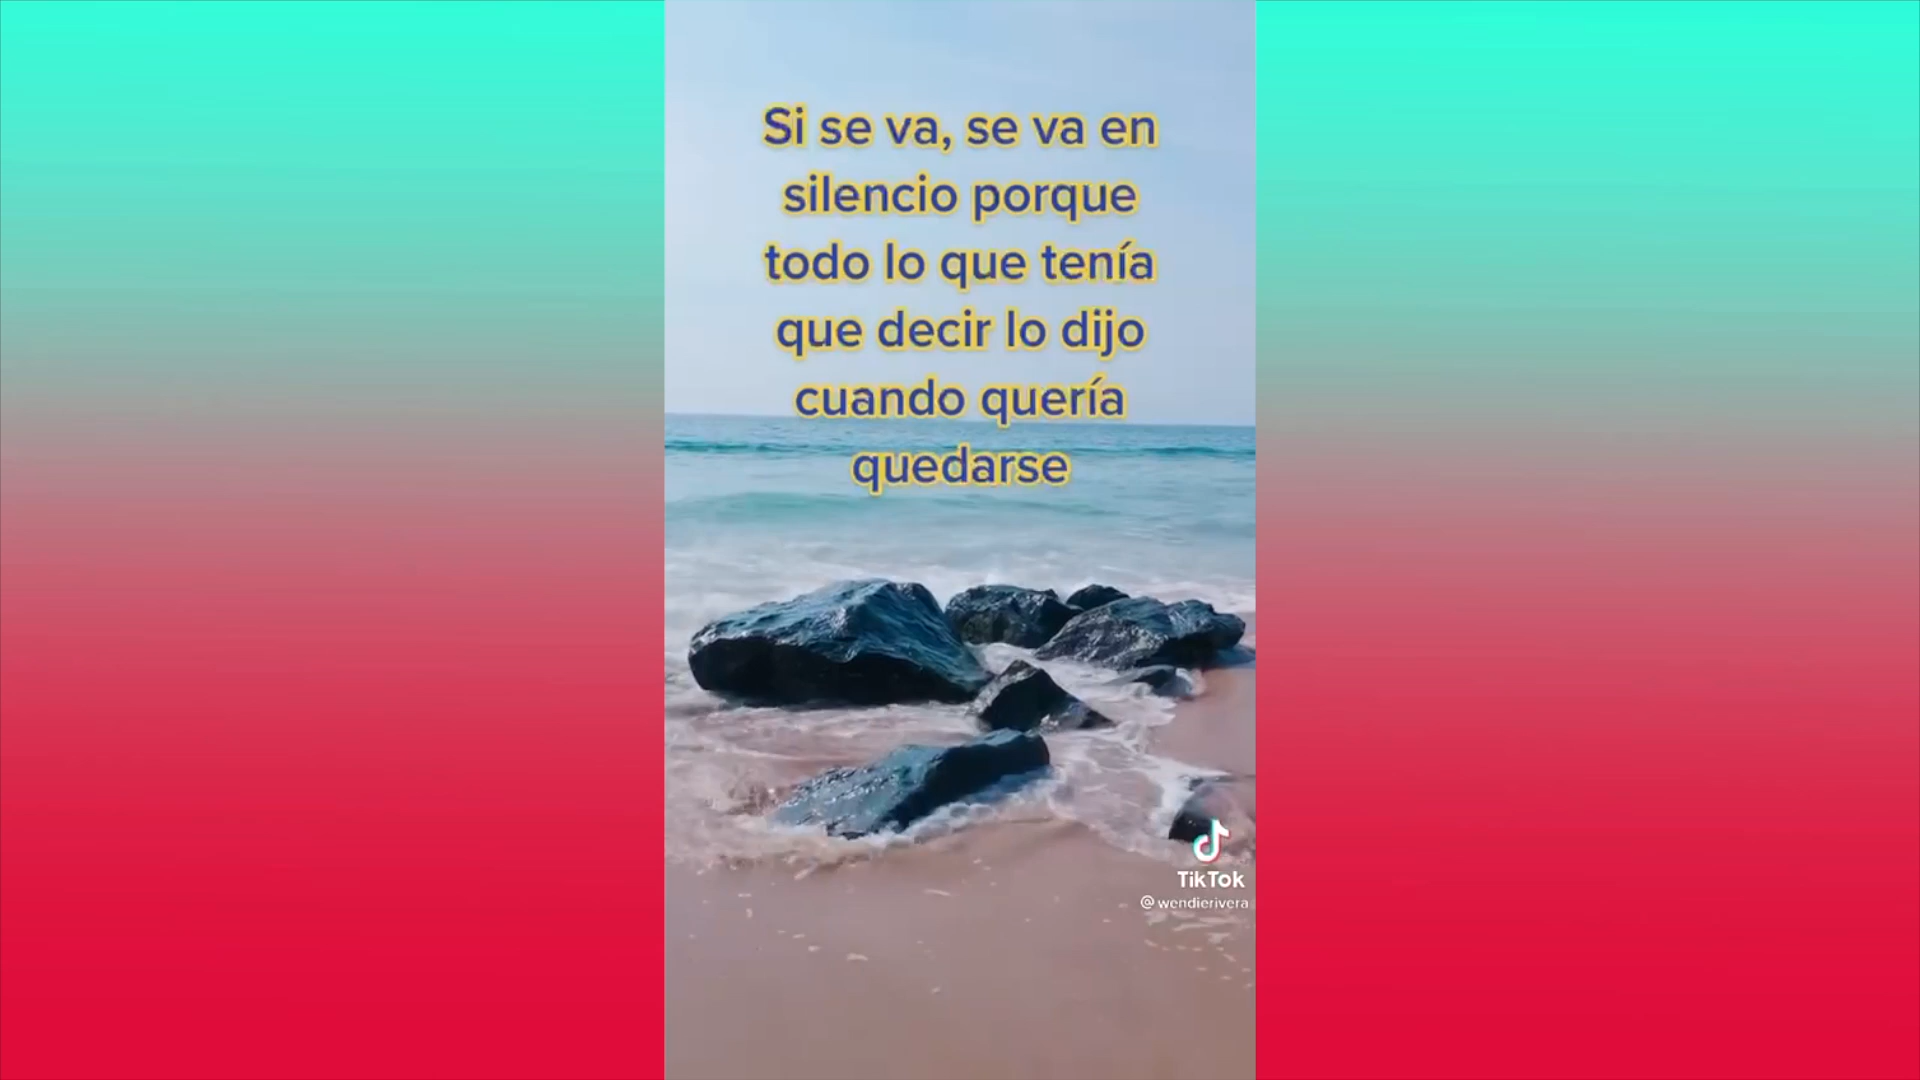 Si se va, se va en
silencio porque
todo lo que tenía
que decir lo dijo
cuando quería
quedarse
TikTok
@wendierivera